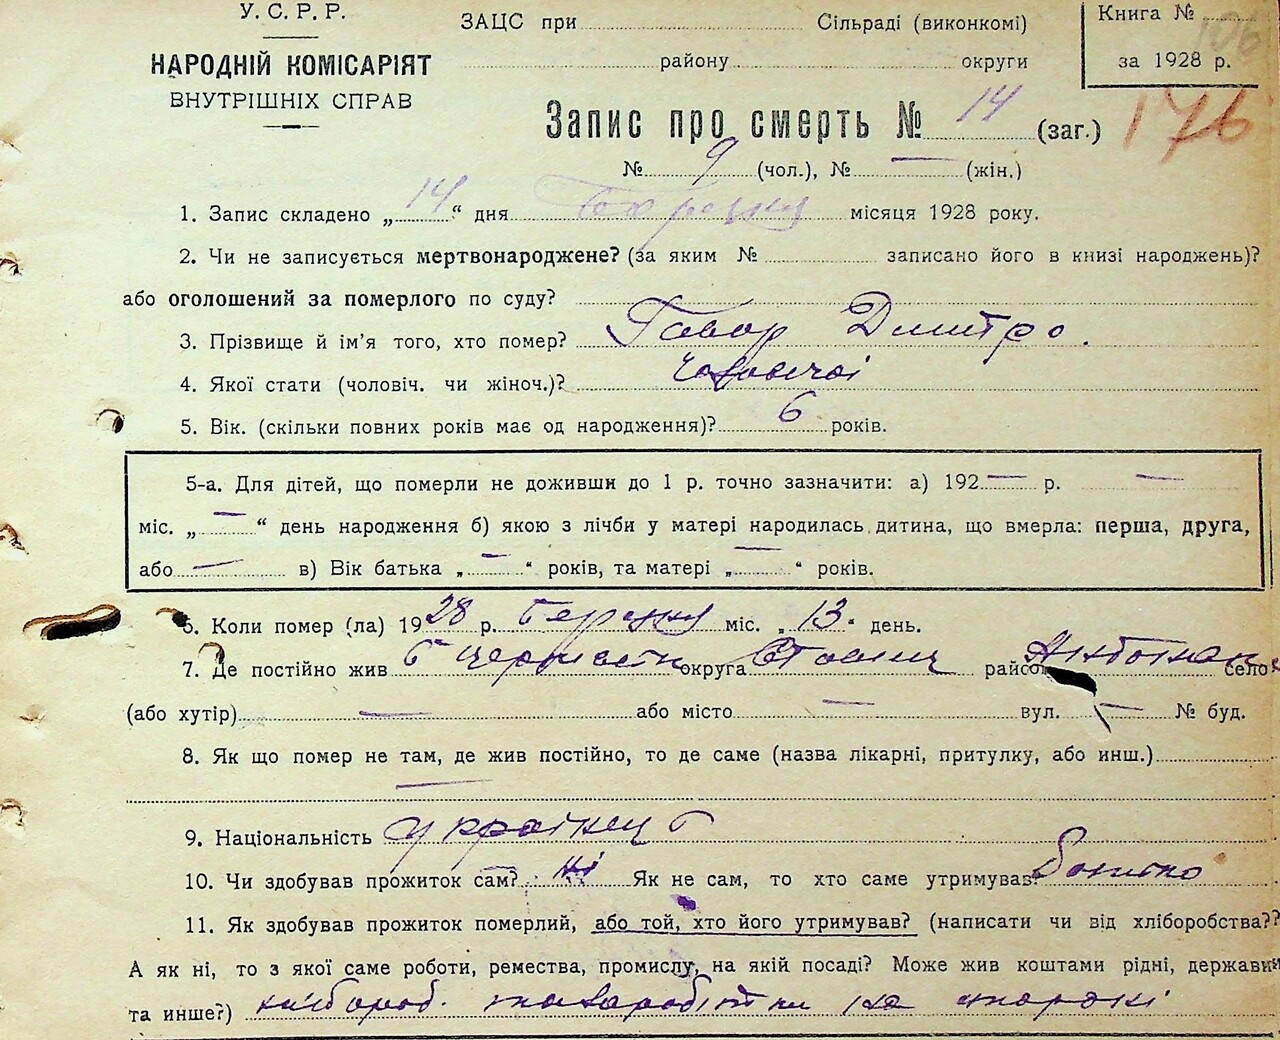 У. С. Р. Р.
НАРОДНІЙ КОМІСАРІЯТ
ВНУТРІШНІХ СПРАВ
ЗАЦС при Сільраді (виконкомі)
району округи
Книга № 106
за 1928 р.
176
Запис про смерть № 14 (заг.)
№ 9 (чол.), № — (жін.)
1. Запис складено „14“ дня Березня місяця 1928 року.
2. Чи не записується мертвонароджене? (за яким № записано його в книзі народжень)?
або оголошений за померлого по суду?
3. Прізвище й ім'я того, хто помер? Гавор Дмитро.
4. Якої стати (чоловіч. чи жіноч.)? чоловічої
5. Вік. (скільки повних років має од народження)? 6 років.
5-а. Для дітей, що померли не доживши до 1 р. точно зазначити: а) 192 — р. —
міс. „ — “ день народження б) якою з лічби у матері народилась дитина, що вмерла: перша, друга,
або — в) Вік батька „ — “ років, та матері „ — “ років.
6. Коли помер (ла) 1928 р. березня міс. „13“ день.
7. Де постійно жив округа район село
(або хутір) — або місто — вул. — № буд.
8. Як що помер не там, де жив постійно, то де саме (назва лікарні, притулку, або инш.)
—
9. Національність українець
10. Чи здобував прожиток сам? ні Як не сам, то хто саме утримував?
11. Як здобував прожиток померлий, або той, хто його утримував? (написати чи від хліборобства??
А як ні, то з якої саме роботи, ремества, промислу, на якій посаді? Може жив коштами рідні, держави
та инше?) хлібороб. на